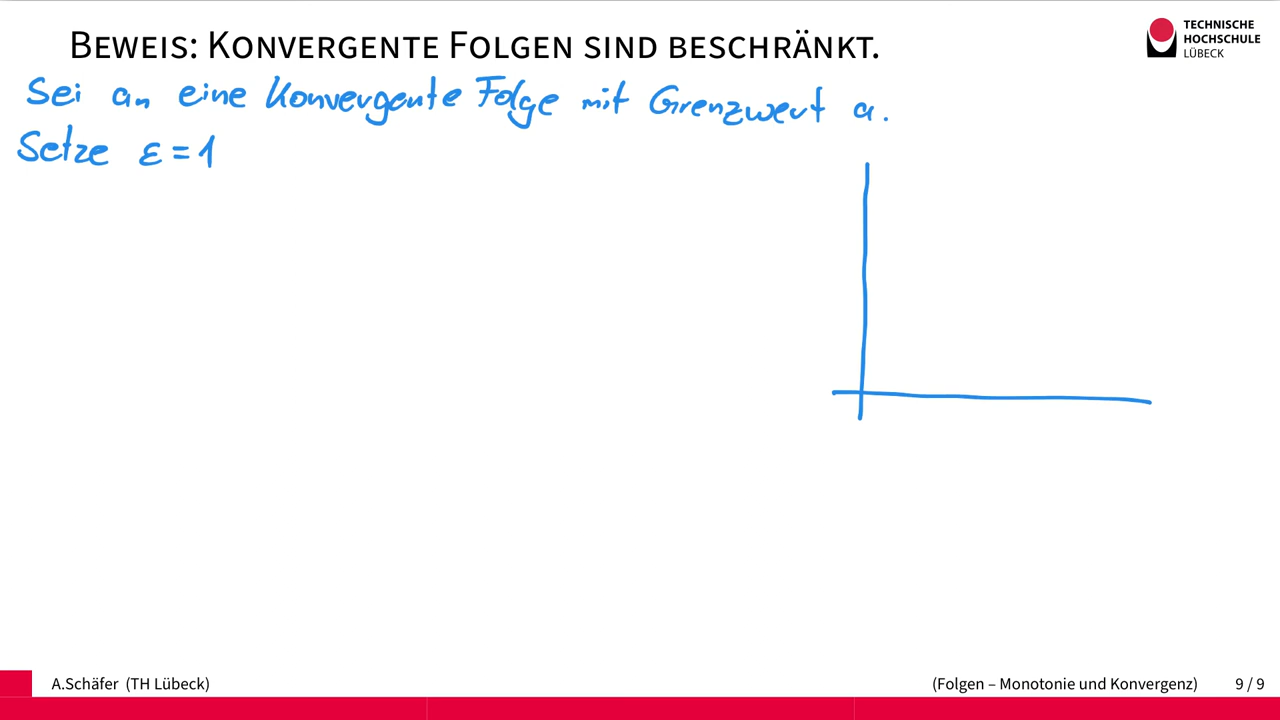 BEWEIS: KONVERGENTE FOLGEN SIND BESCHRÄNKT.
TECHNISCHE
HOCHSCHULE
LÜBECK
Sei an eine Konvergente Folge mit Grenzwert a.
Setze ε = 1
A.Schäfer (TH Lübeck)
(Folgen – Monotonie und Konvergenz)
9 / 9